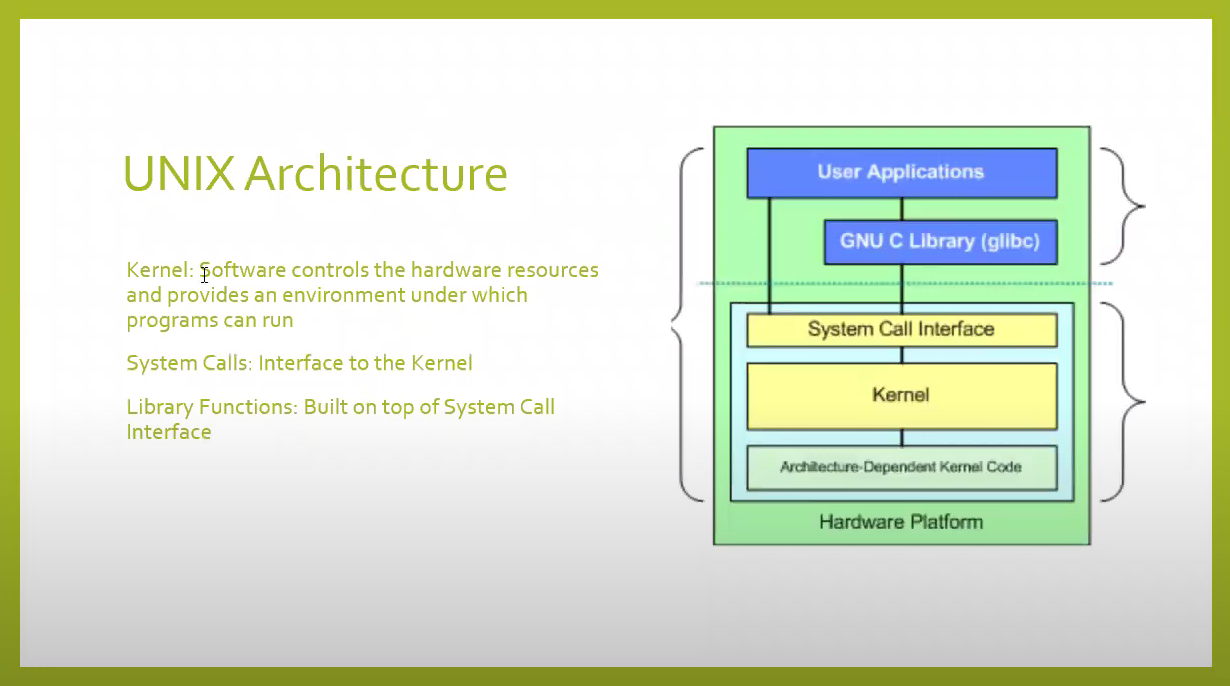 UNIX Architecture
Kernel: Software controls the hardware resources
and provides an environment under which
programs can run
System Calls: Interface to the Kernel
Library Functions: Built on top of System Call
Interface
User Applications
GNU C Library (glibc)
System Call Interface
Kernel
Architecture-Dependent Kernel Code
Hardware Platform